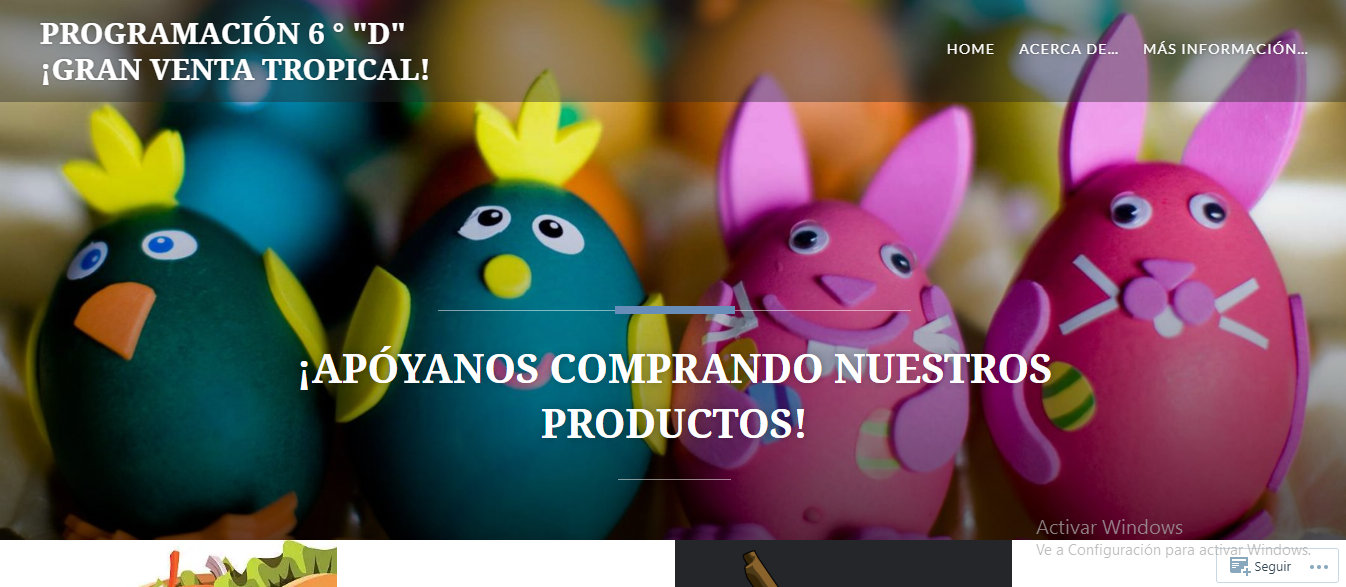 PROGRAMACIÓN 6 ° "D"
¡GRAN VENTA TROPICAL!
HOME ACERCA DE... MÁS INFORMACIÓN...
¡APÓYANOS COMPRANDO NUESTROS
PRODUCTOS!
Activar Windows
Ve a Configuración para activar Windows.
Seguir